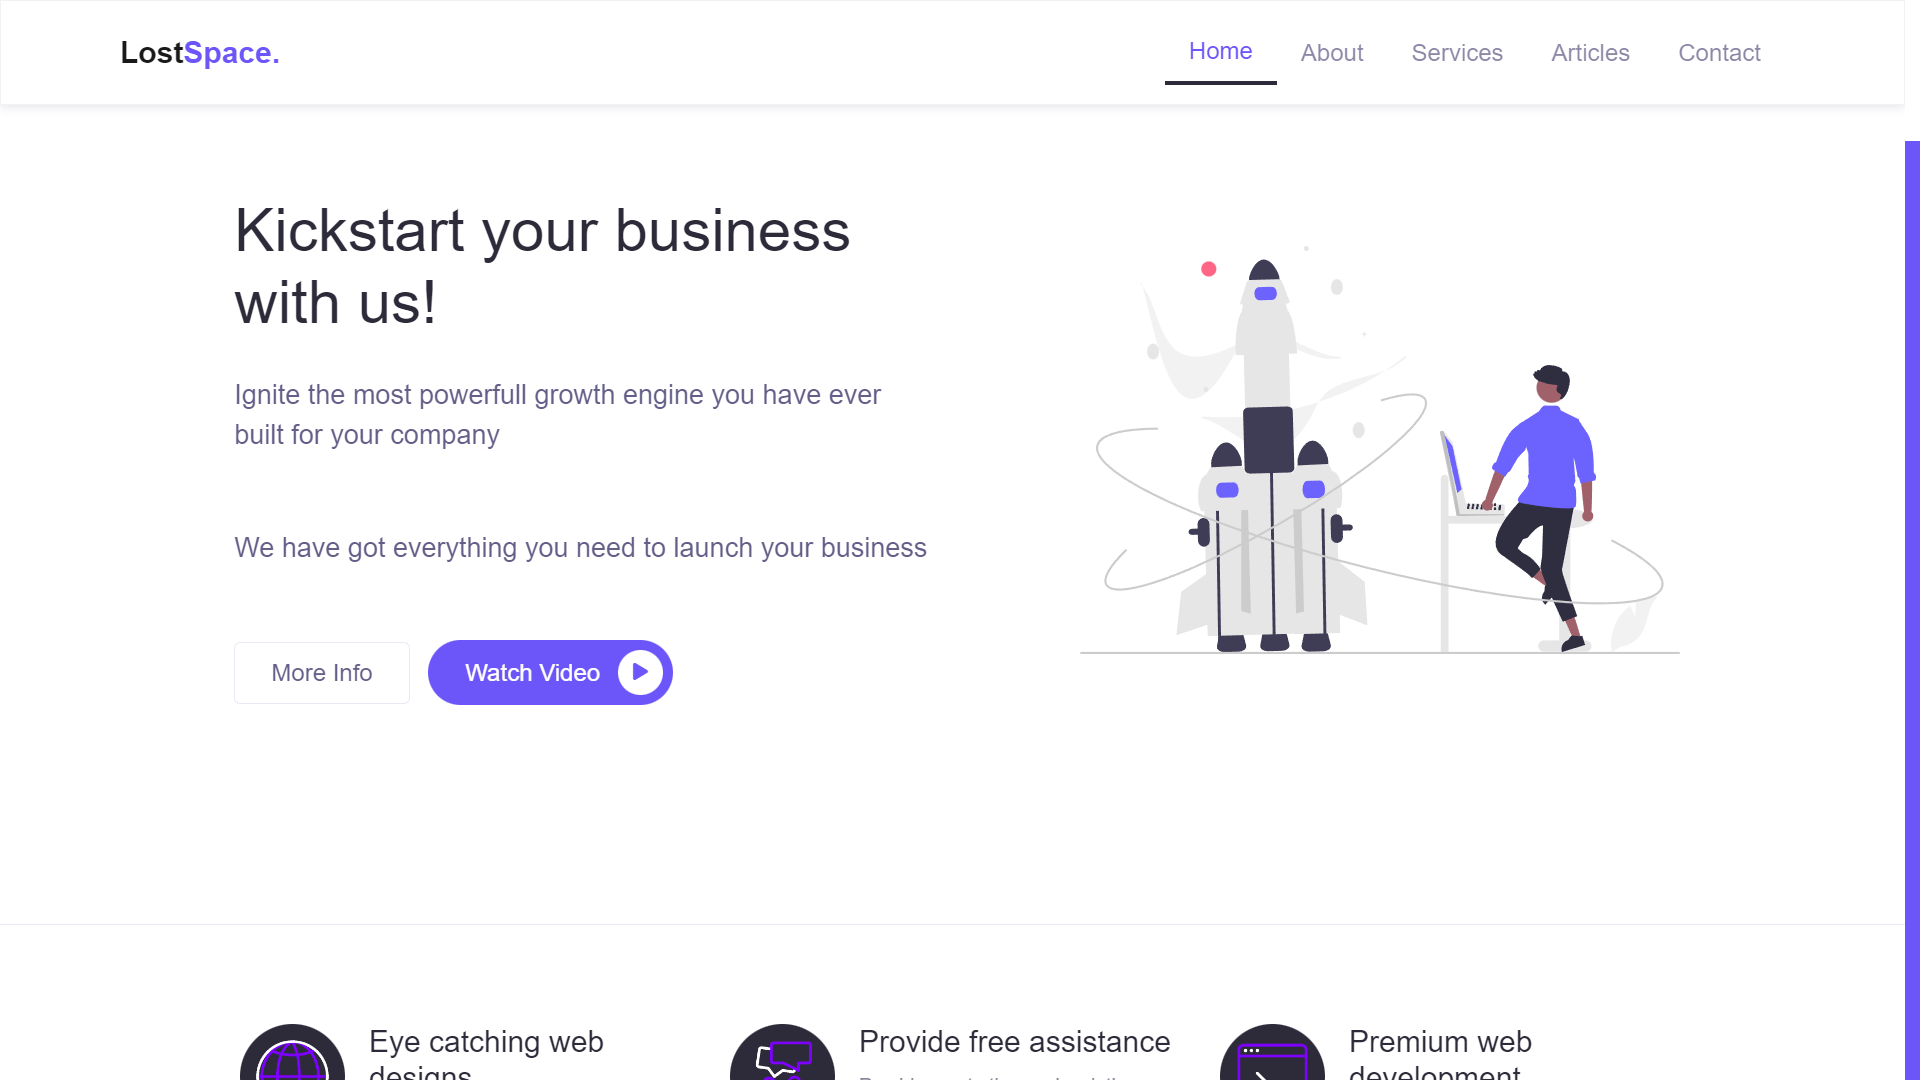 LostSpace.
Home
About
Services
Articles
Contact
Kickstart your business
with us!
Ignite the most powerfull growth engine you have ever
built for your company
We have got everything you need to launch your business
More Info
Watch Video
Eye catching web
designs
Provide free assistance
Premium web
development